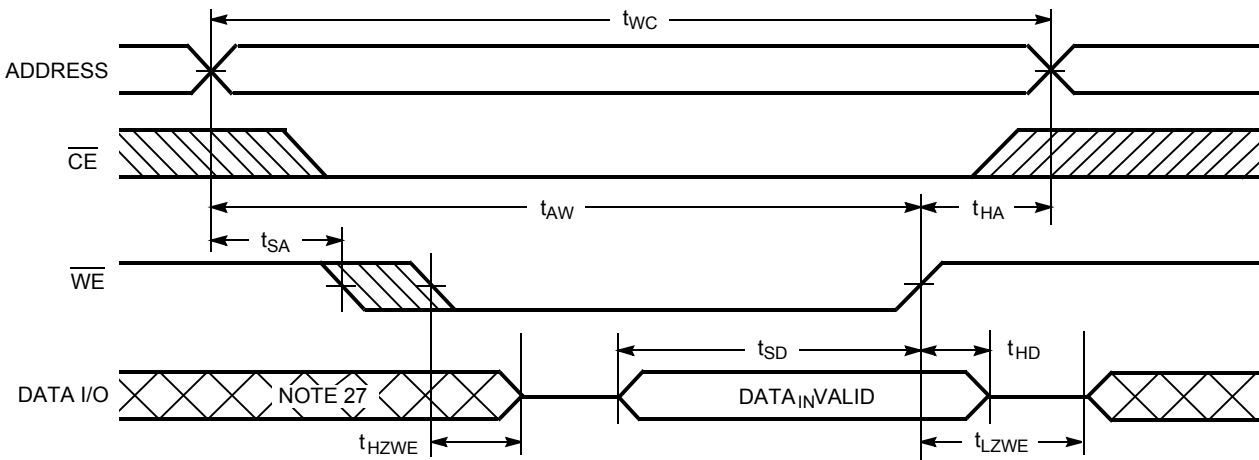 tWC
ADDRESS
CE
tAW
tHA
tSA
WE
tSD
tHD
DATA I/O
NOTE 27
DATAINVALID
tHZWE
tLZWE